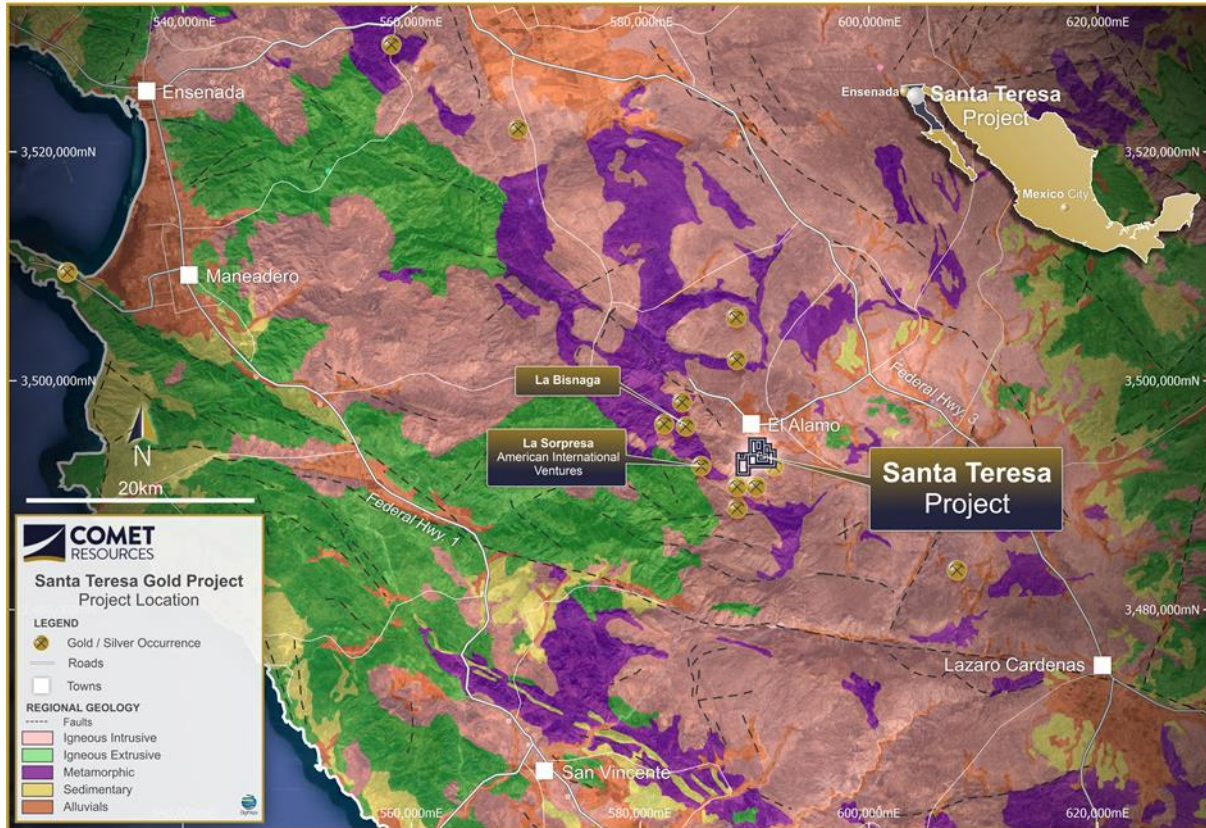 540,000mE
560,000mE
580,000mE
600,000mE
620,000mE
Ensenada
Ensenada
Santa Teresa
Project
3,520,000mN
3,520,000mN
Mexico City
Maneadero
3,500,000mN
3,500,000mN
La Bisnaga
Federal Hwy. 3
El Alamo
La Sorpresa
American International
Ventures
Santa Teresa
Project
N
20km
Federal Hwy. 1
COMET
RESOURCES
Santa Teresa Gold Project
Project Location
LEGEND
Gold / Silver Occurrence
Roads
Towns
REGIONAL GEOLOGY
Faults
Igneous Intrusive
Igneous Extrusive
Metamorphic
Sedimentary
Alluvials
3,480,000mN
Lazaro Cardenas
San Vincente
560,000mE
580,000mE
600,000mE
620,000mE